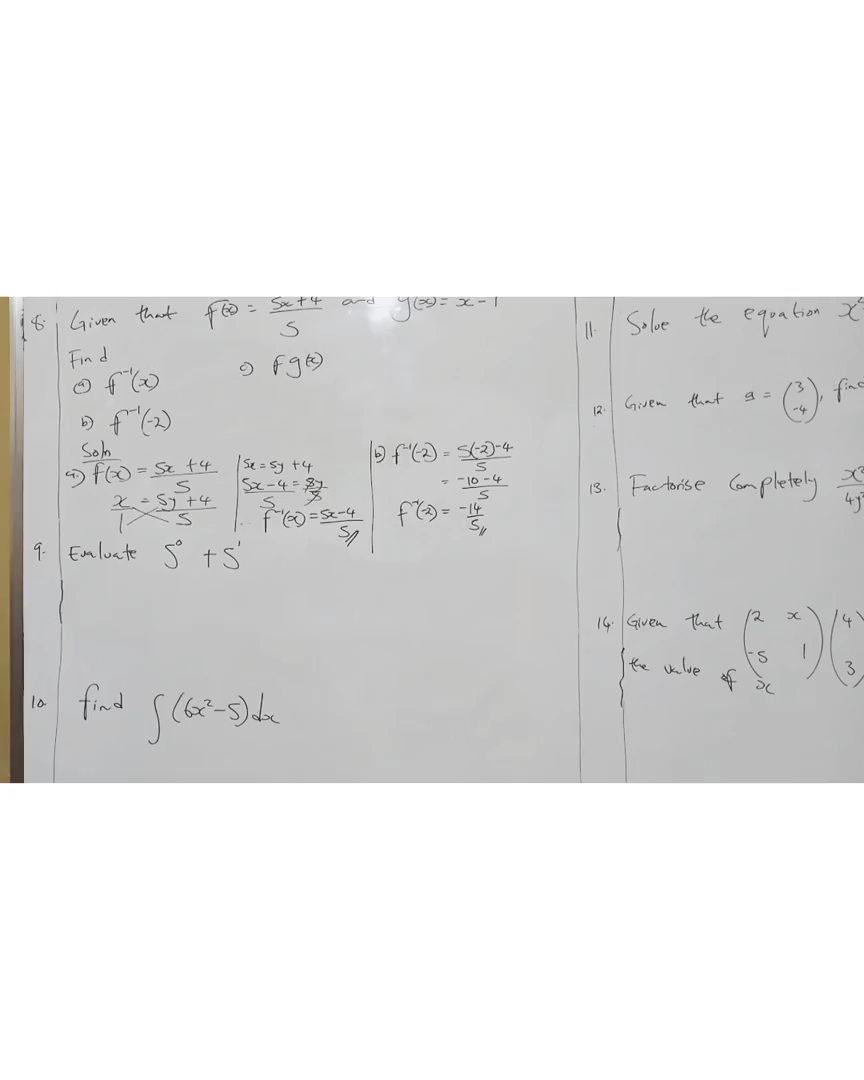 8. Given that f(x) = 5x+4 and g(x) = x - 1
5
Find
a) f⁻¹(x) c) fg(x)
b) f⁻¹(-2)
Soln
a) f(x) = 5x+4
5
x = 5y+4
1 5
5x = 5y+4
5x-4 = 5y
5 5
f⁻¹(x) = 5x-4
5
b) f⁻¹(-2) = 5(-2)-4
5
= -10-4
5
f⁻¹(-2) = -14
5
9. Evaluate 5⁰ + 5¹
10. find ∫(6x²-5)dx
11. Solve the equation
12. Given that a = (3
-4),
13. Factorise Completely x²
14. Given that (2 x) (4
-5 1) 3
the value of x